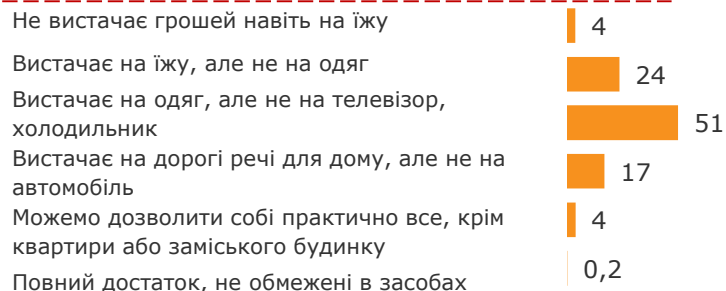 Не вистачає грошей навіть на їжу
4
Вистачає на їжу, але не на одяг
24
Вистачає на одяг, але не на телевізор,
холодильник
51
Вистачає на дорогі речі для дому, але не на
автомобіль
17
Можемо дозволити собі практично все, крім
квартири або заміського будинку
4
Повний достаток, не обмежені в засобах
0,2